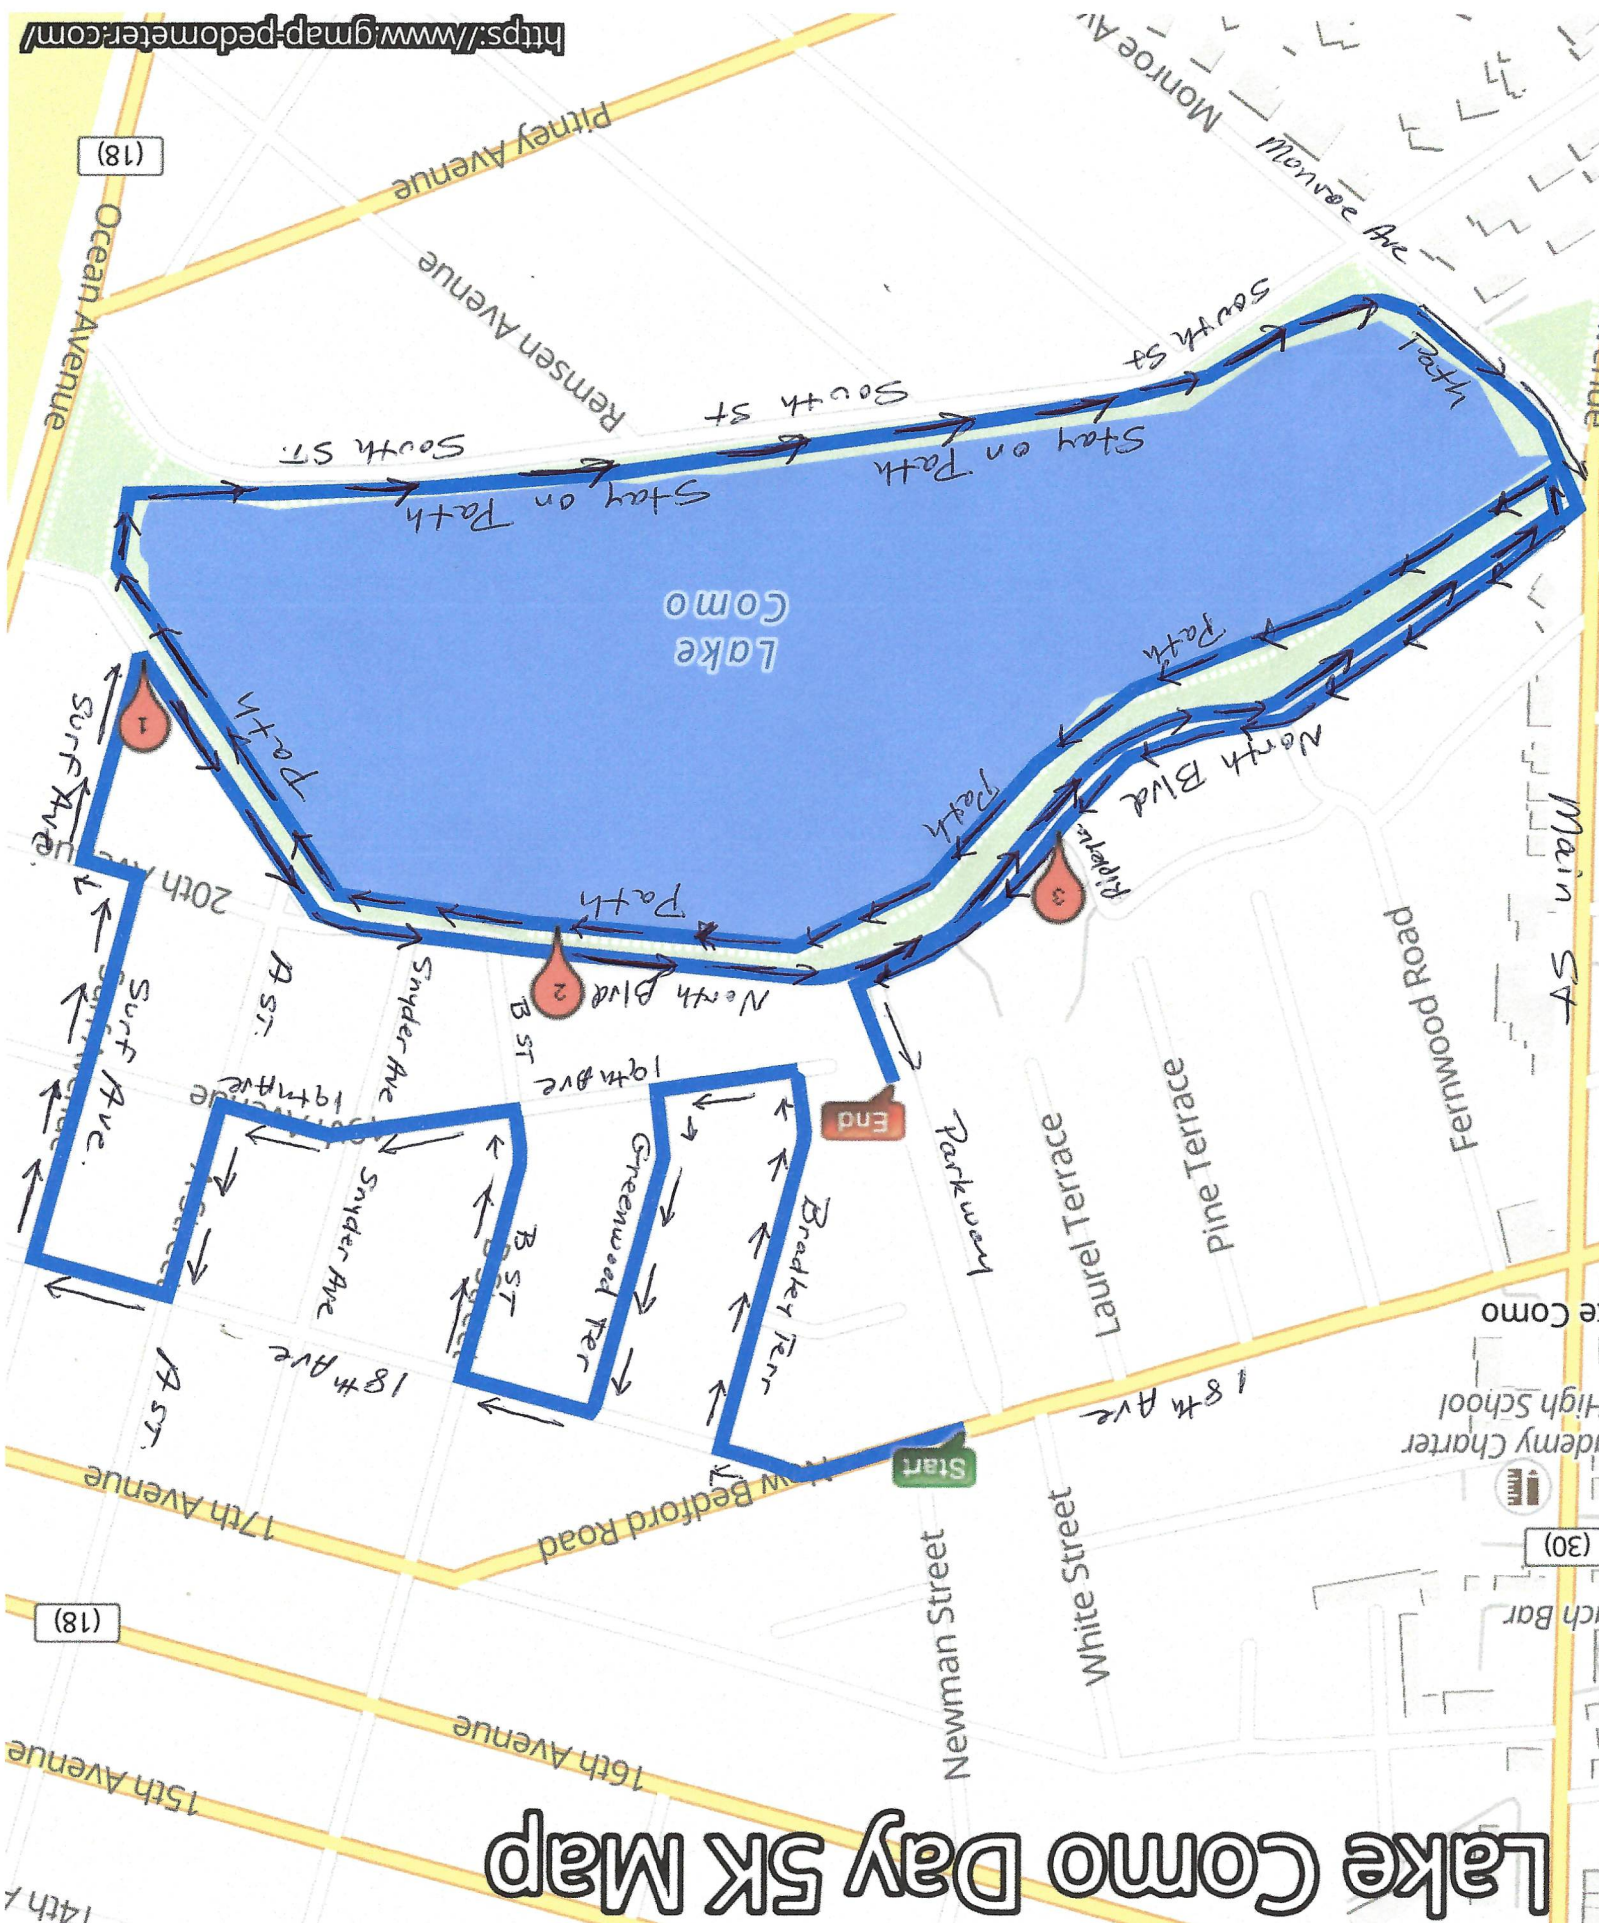 Lake Como Day 5K Map
15th Avenue
16th Avenue
(18)
17th Avenue
New Bedford Road
Newman Street
White Street
(30)
High School
Start
18th Ave
18th Ave
A ST.
A ST.
Surf Ave.
Surf Ave.
Snyder Ave
Snyder Ave
B ST
B ST
Greenwood Ter
Bradley Terr
Parkway
Laurel Terrace
Pine Terrace
Fernwood Road
Main St
End
19th Ave
19th Ave
20th
1
2
3
North Blvd
North Blvd
Path
Path
Path
Path
Path
Lake
Como
Stay on Path
Stay on Path
South ST.
South St
South St
Remsen Avenue
Pitney Avenue
Ocean Avenue
(18)
Monroe Ave
Monroe Av
https://www.gmap-pedometer.com/